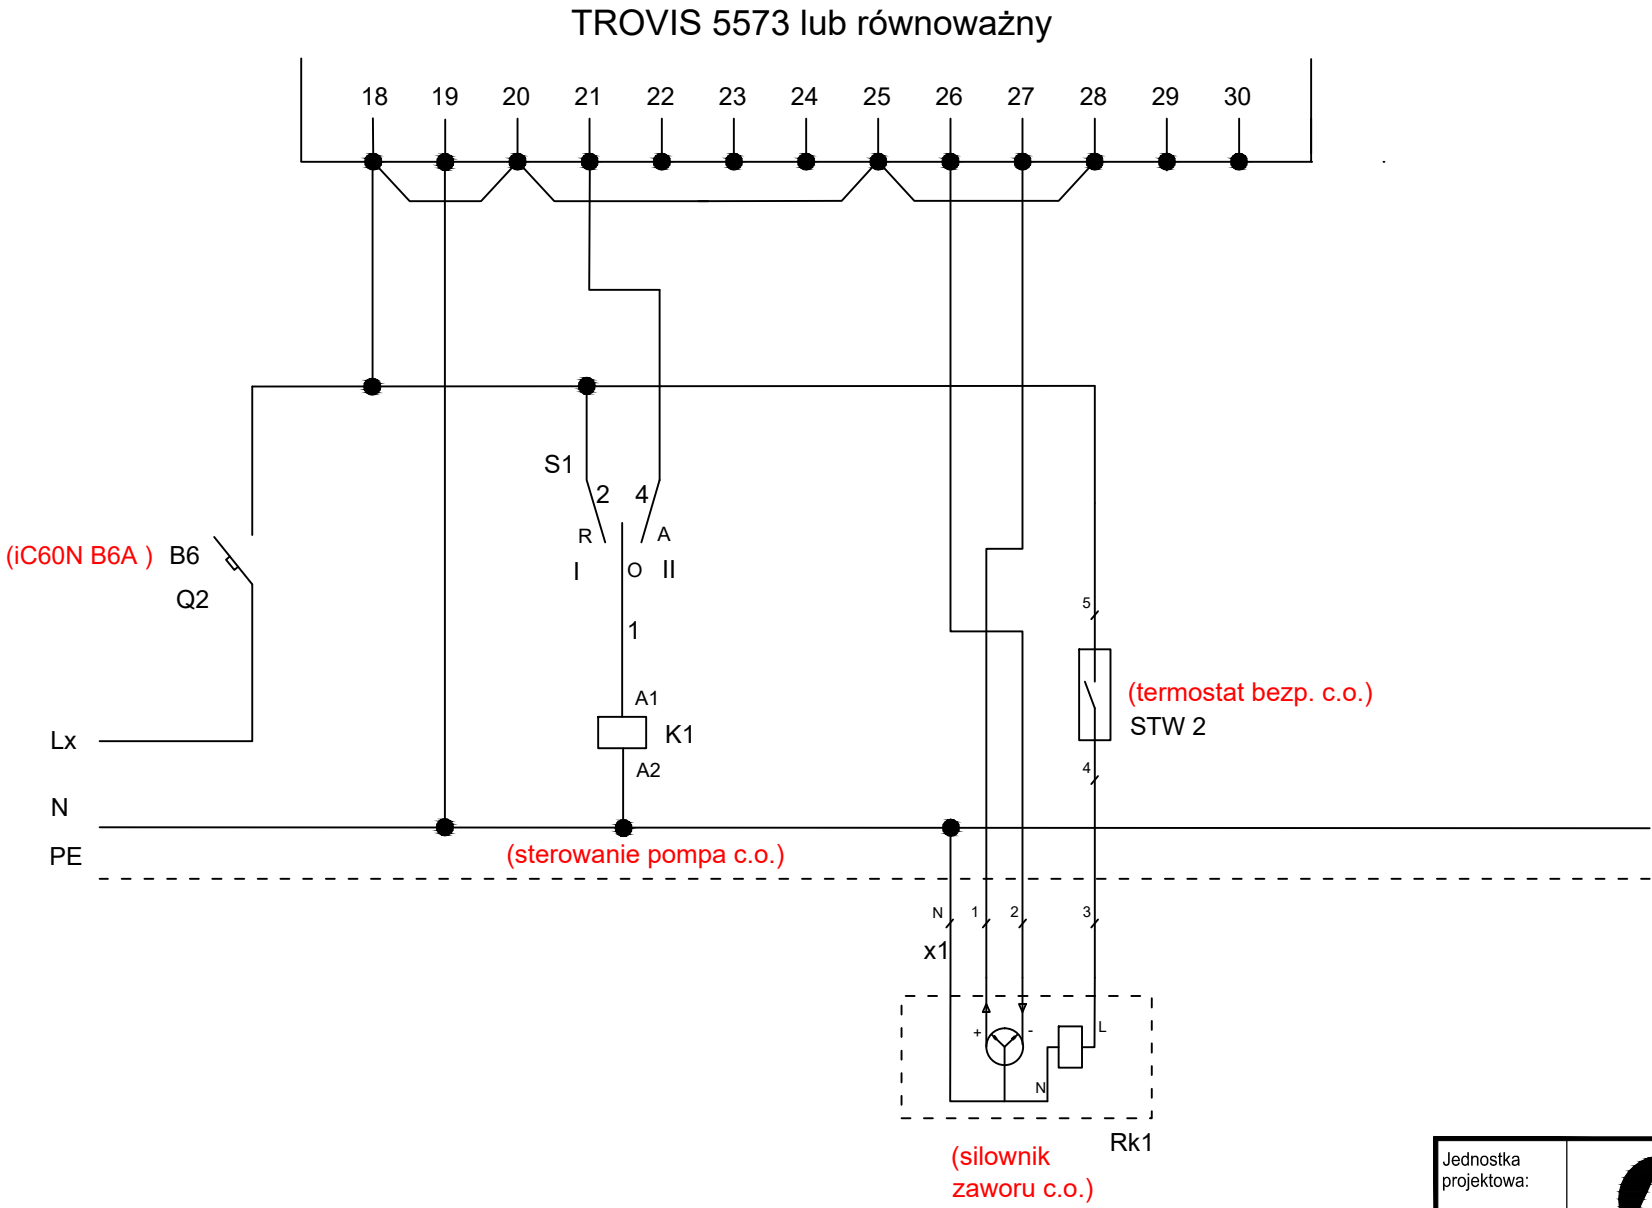 TROVIS 5573 lub równoważny
18 19 20 21 22 23 24 25 26 27 28 29 30
S1
2 4
R A
I O II
(iC60N B6A ) B6
Q2
1
5
A1
K1
A2
(termostat bezp. c.o.)
STW 2
4
Lx
N
PE
(sterowanie pompa c.o.)
N 1 2 3
x1
+ - L
N
Rk1
(silownik
zaworu c.o.)
Jednostka
projektowa: